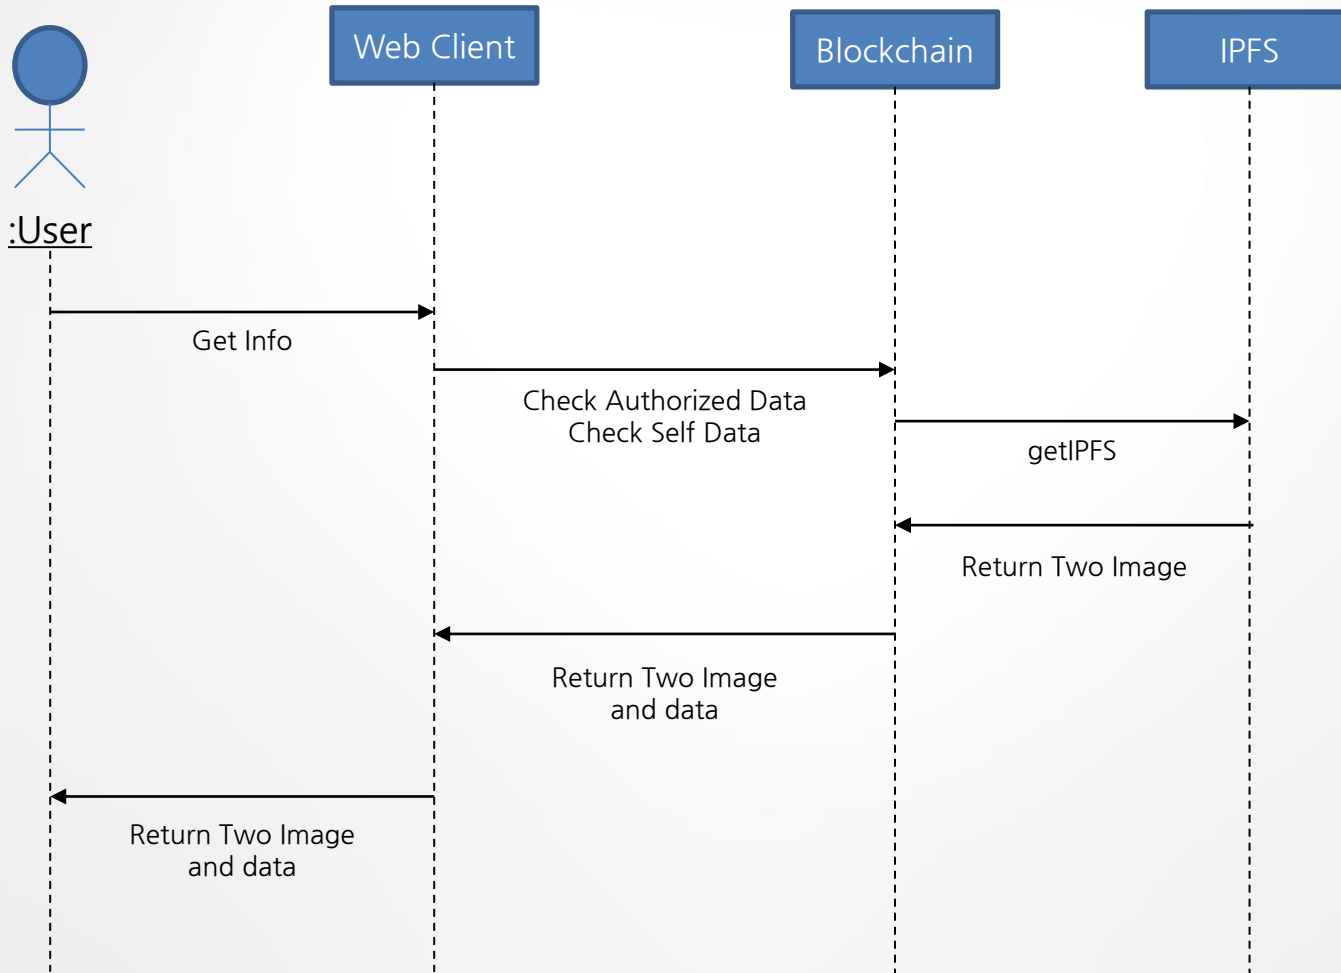 Web Client
Blockchain
IPFS
:User
Get Info
Check Authorized Data
Check Self Data
getIPFS
Return Two Image
Return Two Image
and data
Return Two Image
and data